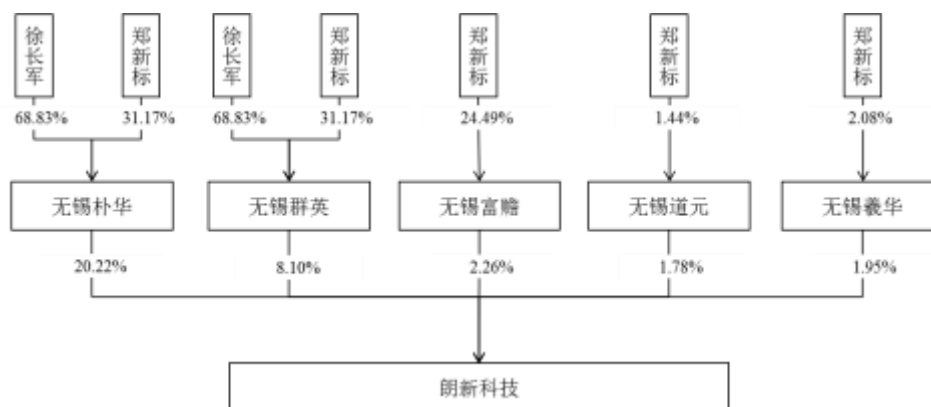 徐长军
郑新标
徐长军
郑新标
郑新标
郑新标
郑新标
68.83%
31.17%
68.83%
31.17%
24.49%
1.44%
2.08%
无锡朴华
无锡群英
无锡富赡
无锡道元
无锡羲华
20.22%
8.10%
2.26%
1.78%
1.95%
朗新科技